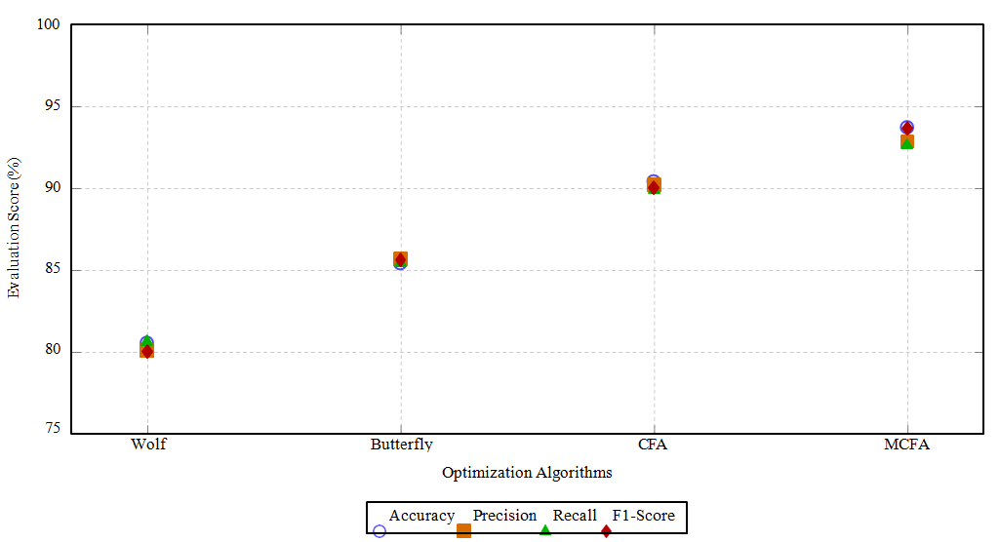 100
95
90
85
80
75
Evaluation Score (%)
Wolf Butterfly CFA MCFA
Optimization Algorithms
Accuracy Precision Recall F1-Score